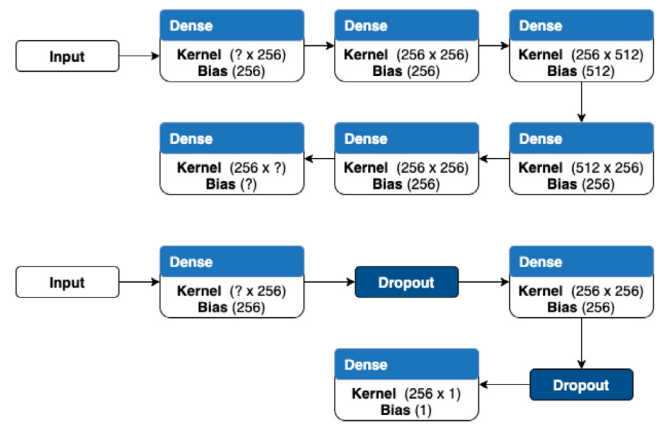 Input
Dense
Kernel (? x 256)
Bias (256)
Dense
Kernel (256 x 256)
Bias (256)
Dense
Kernel (256 x 512)
Bias (512)
Dense
Kernel (512 x 256)
Bias (256)
Dense
Kernel (256 x 256)
Bias (256)
Dense
Kernel (256 x ?)
Bias (?)
Input
Dense
Kernel (? x 256)
Bias (256)
Dropout
Dense
Kernel (256 x 256)
Bias (256)
Dropout
Dense
Kernel (256 x 1)
Bias (1)